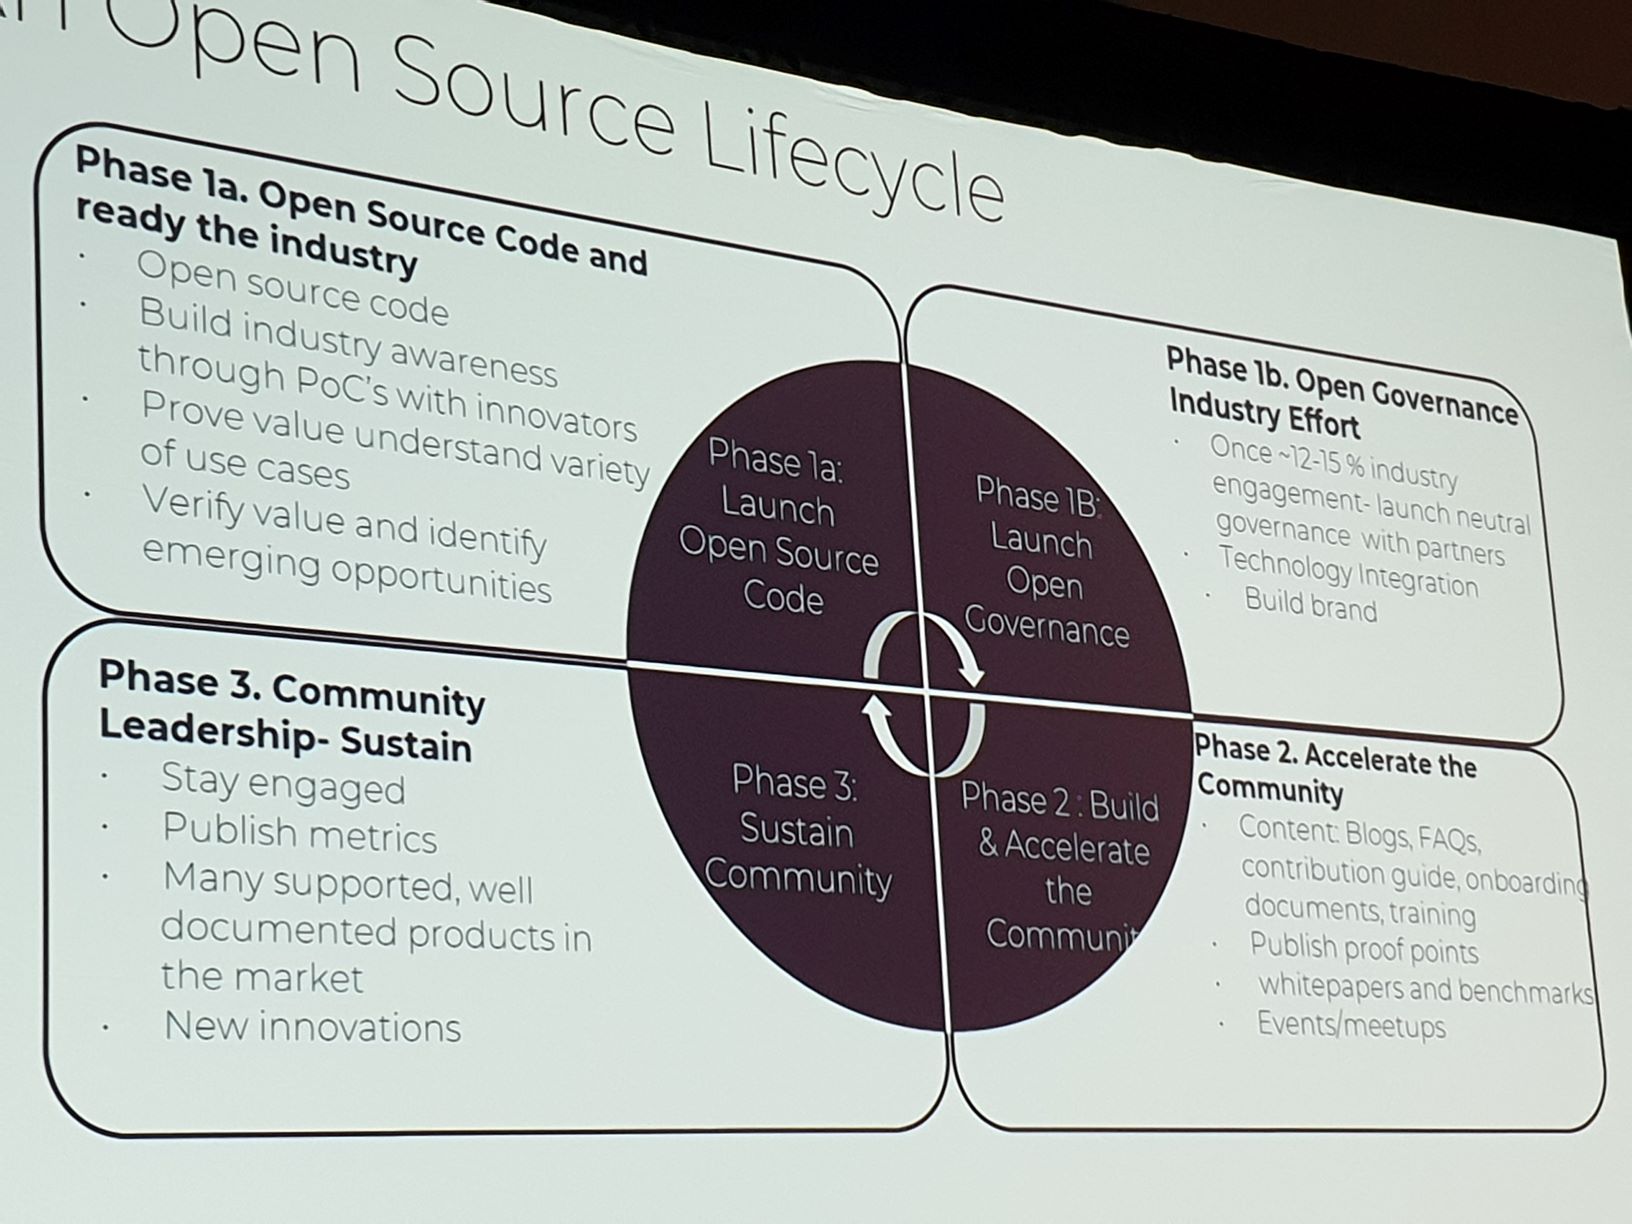 An Open Source Lifecycle
Phase 1a. Open Source Code and
ready the industry
· Open source code
· Build industry awareness
through PoC's with innovators
· Prove value understand variety
of use cases
· Verify value and identify
emerging opportunities
Phase 1b. Open Governance
Industry Effort
· Once ~12-15 % industry
engagement- launch neutral
governance with partners
· Technology Integration
· Build brand
Phase 1a:
Launch
Open Source
Code
Phase 1B:
Launch
Open
Governance
Phase 3:
Sustain
Community
Phase 2 : Build
& Accelerate
the
Communit
Phase 3. Community
Leadership- Sustain
· Stay engaged
· Publish metrics
· Many supported, well
documented products in
the market
· New innovations
Phase 2. Accelerate the
Community
· Content: Blogs, FAQs,
contribution guide, onboarding
documents, training
· Publish proof points
· whitepapers and benchmarks
· Events/meetups